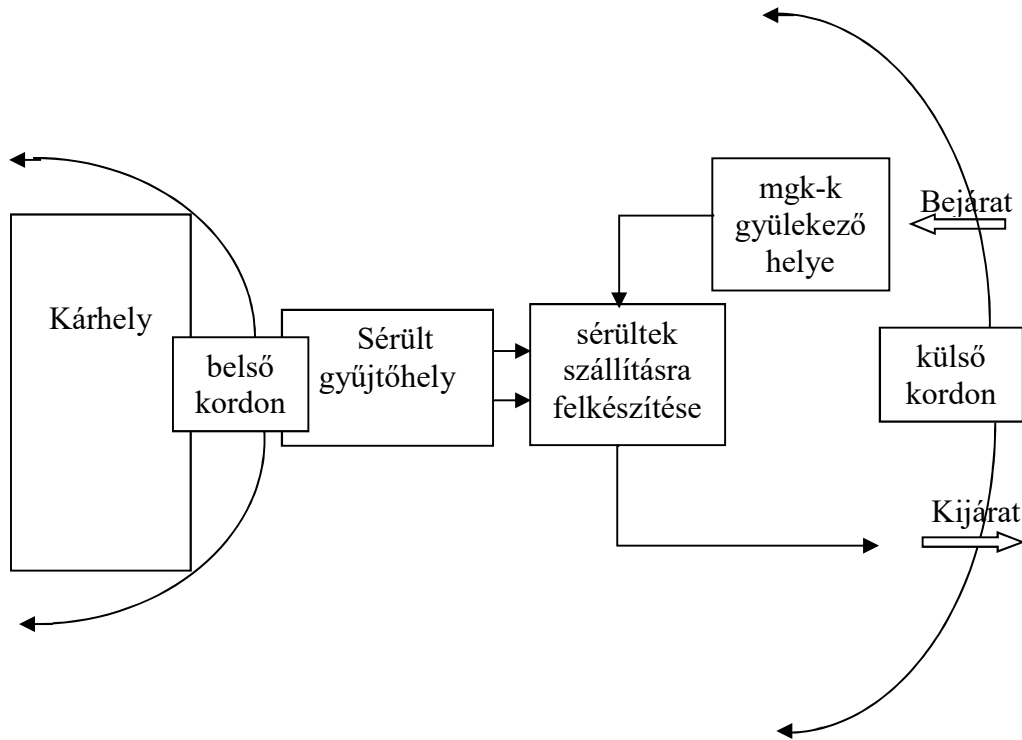 Kárhely
belső
kordon
Sérült
gyűjtőhely
sérültek
szállításra
felkészítése
mgk-k
gyülekező
helye
Bejárat
külső
kordon
Kijárat